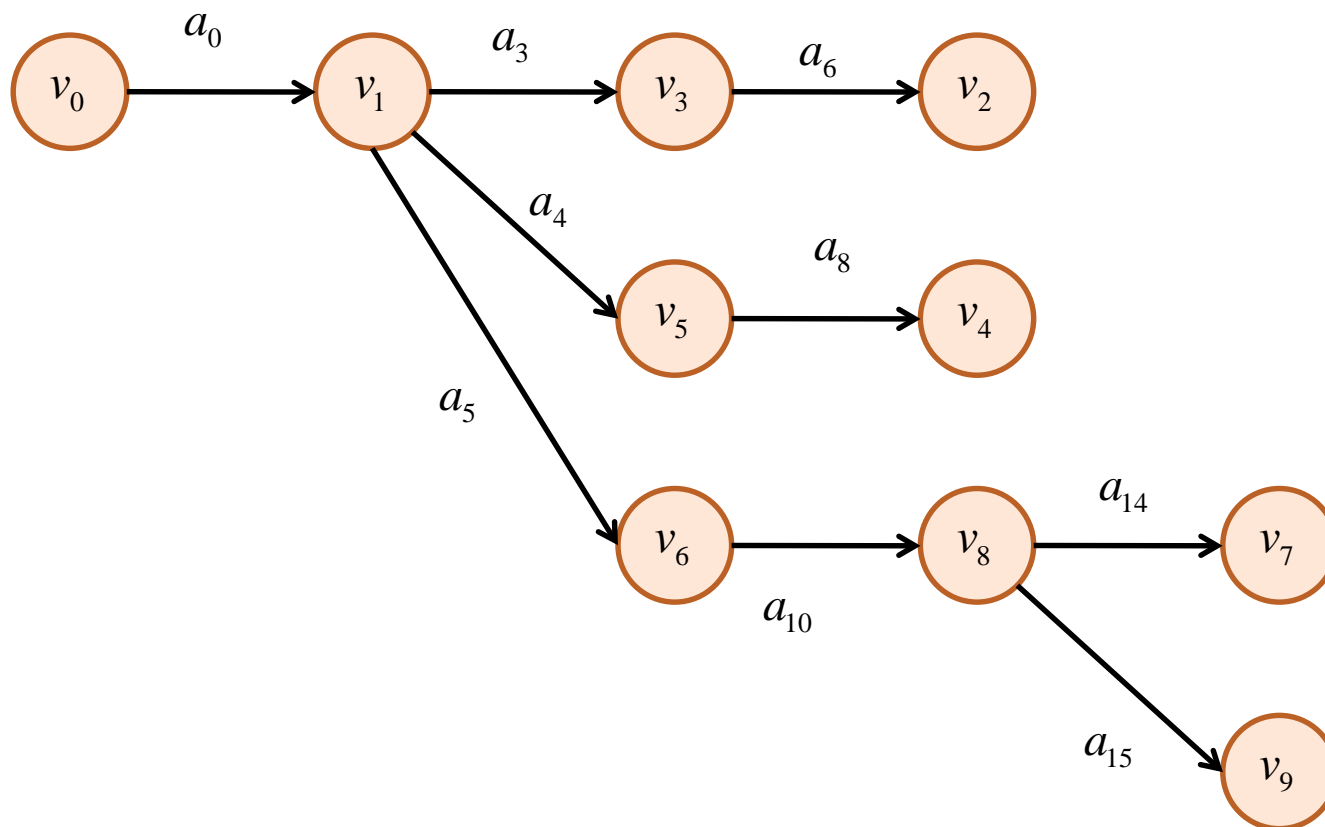 a₀ a₃ a₆
v₀ v₁ v₃ v₂
a₄ a₈
v₅ v₄
a₅
a₁₄
v₆ v₈ v₇
a₁₀
a₁₅
v₉